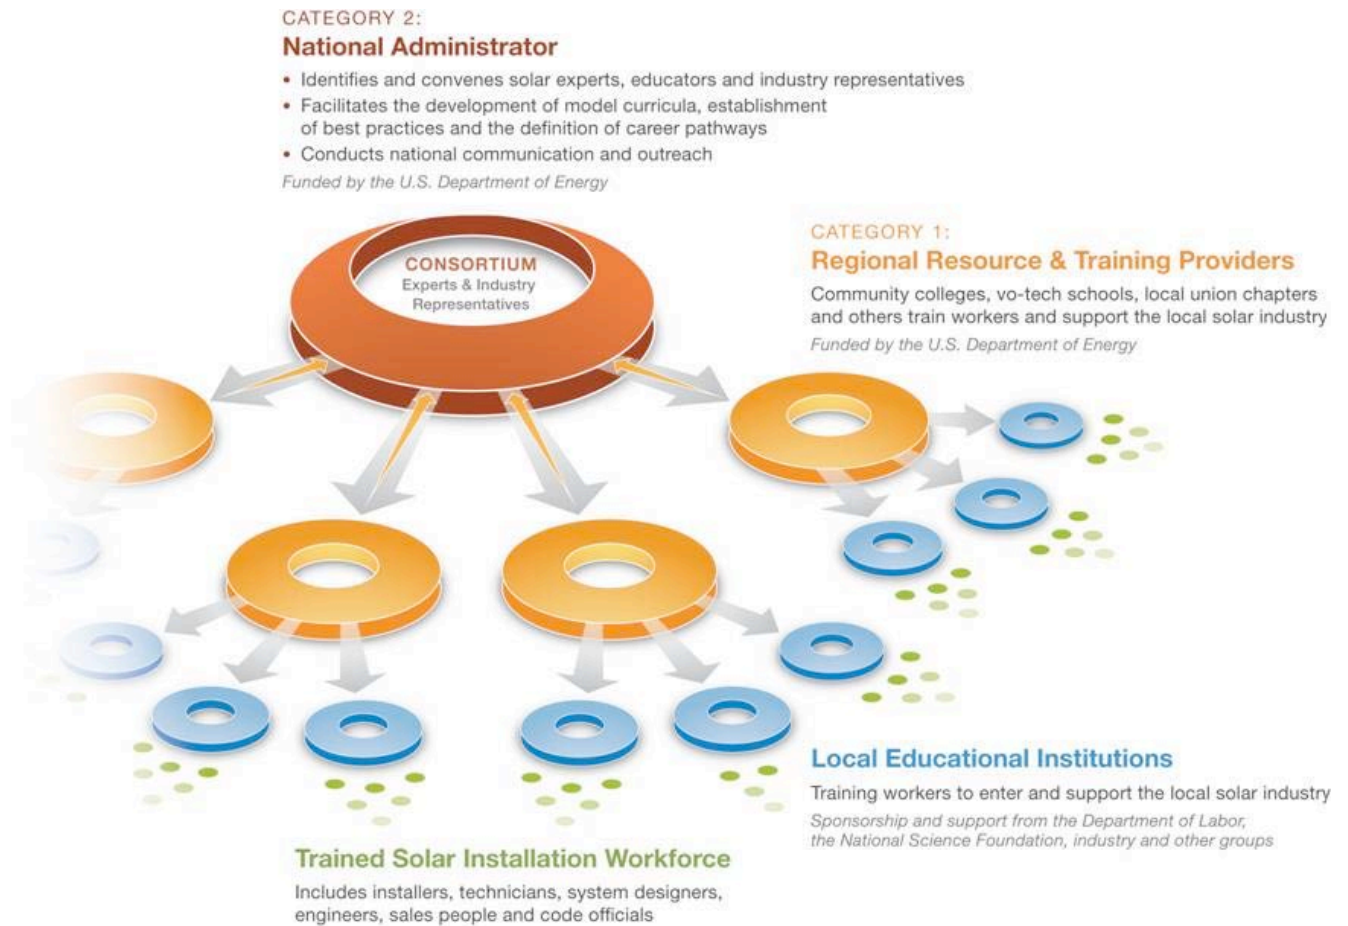 CATEGORY 2:
National Administrator
• Identifies and convenes solar experts, educators and industry representatives
• Facilitates the development of model curricula, establishment
of best practices and the definition of career pathways
• Conducts national communication and outreach
Funded by the U.S. Department of Energy
CONSORTIUM
Experts & Industry
Representatives
CATEGORY 1:
Regional Resource & Training Providers
Community colleges, vo-tech schools, local union chapters
and others train workers and support the local solar industry
Funded by the U.S. Department of Energy
Local Educational Institutions
Training workers to enter and support the local solar industry
Sponsorship and support from the Department of Labor,
the National Science Foundation, industry and other groups
Trained Solar Installation Workforce
Includes installers, technicians, system designers,
engineers, sales people and code officials